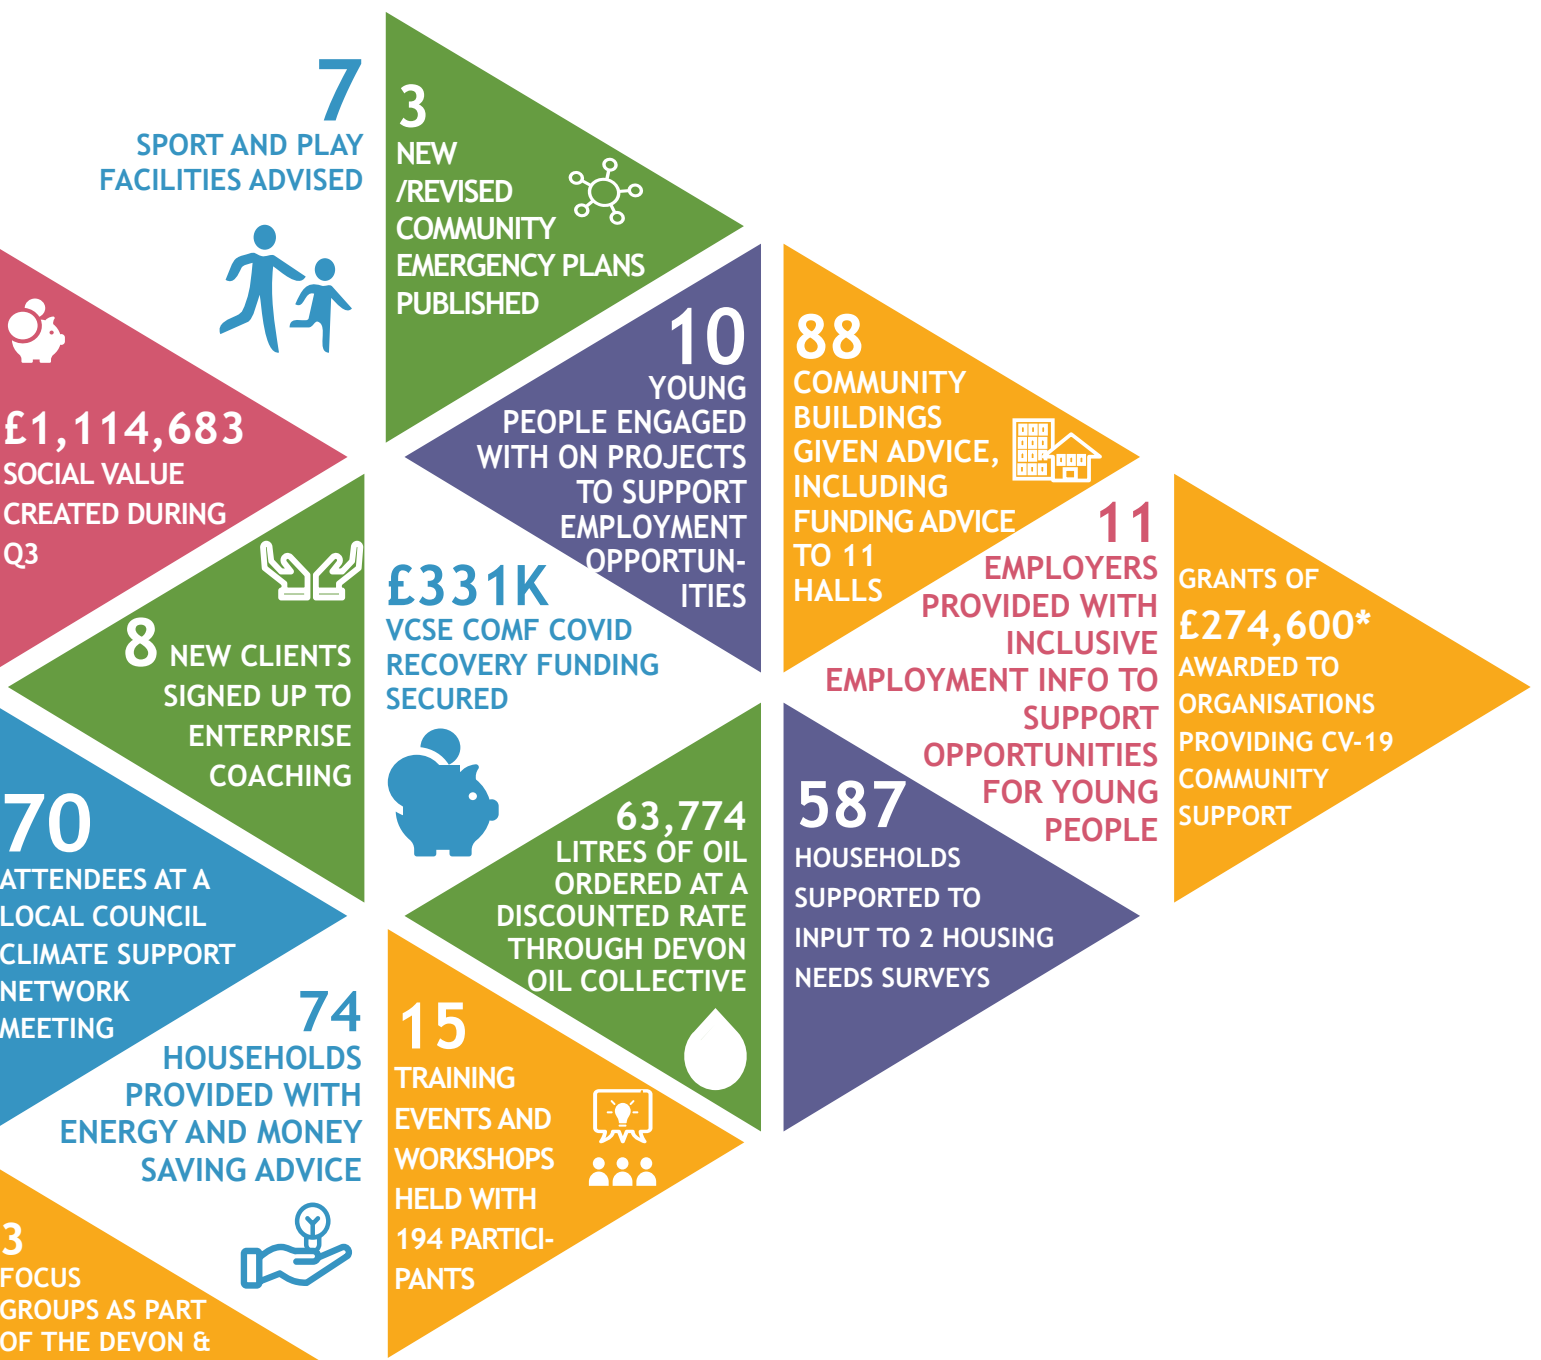 7
SPORT AND PLAY
FACILITIES ADVISED
3
NEW
/REVISED
COMMUNITY
EMERGENCY PLANS
PUBLISHED
£1,114,683
SOCIAL VALUE
CREATED DURING
Q3
10
YOUNG
PEOPLE ENGAGED
WITH ON PROJECTS
TO SUPPORT
EMPLOYMENT
OPPORTUN-
ITIES
88
COMMUNITY
BUILDINGS
GIVEN ADVICE,
INCLUDING
FUNDING ADVICE
TO 11
HALLS
8 NEW CLIENTS
SIGNED UP TO
ENTERPRISE
COACHING
£331K
VCSE COMF COVID
RECOVERY FUNDING
SECURED
11
EMPLOYERS
PROVIDED WITH
INCLUSIVE
EMPLOYMENT INFO TO
SUPPORT
OPPORTUNITIES
FOR YOUNG
PEOPLE
GRANTS OF
£274,600*
AWARDED TO
ORGANISATIONS
PROVIDING CV-19
COMMUNITY
SUPPORT
70
ATTENDEES AT A
LOCAL COUNCIL
CLIMATE SUPPORT
NETWORK
MEETING
63,774
LITRES OF OIL
ORDERED AT A
DISCOUNTED RATE
THROUGH DEVON
OIL COLLECTIVE
587
HOUSEHOLDS
SUPPORTED TO
INPUT TO 2 HOUSING
NEEDS SURVEYS
74
HOUSEHOLDS
PROVIDED WITH
ENERGY AND MONEY
SAVING ADVICE
15
TRAINING
EVENTS AND
WORKSHOPS
HELD WITH
194 PARTICI-
PANTS
3
FOCUS
GROUPS AS PART
OF THE DEVON &